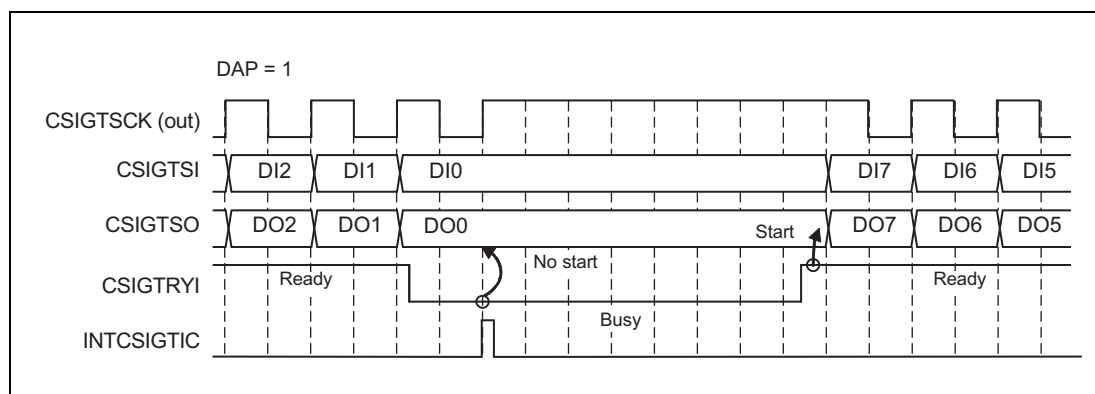 DAP = 1
CSIGTSCK (out)
CSIGTSI DI2 DI1 DI0 DI7 DI6 DI5
CSIGTSO DO2 DO1 DO0 Start DO7 DO6 DO5
CSIGTRYI Ready No start Busy Ready
INTCSIGTIC